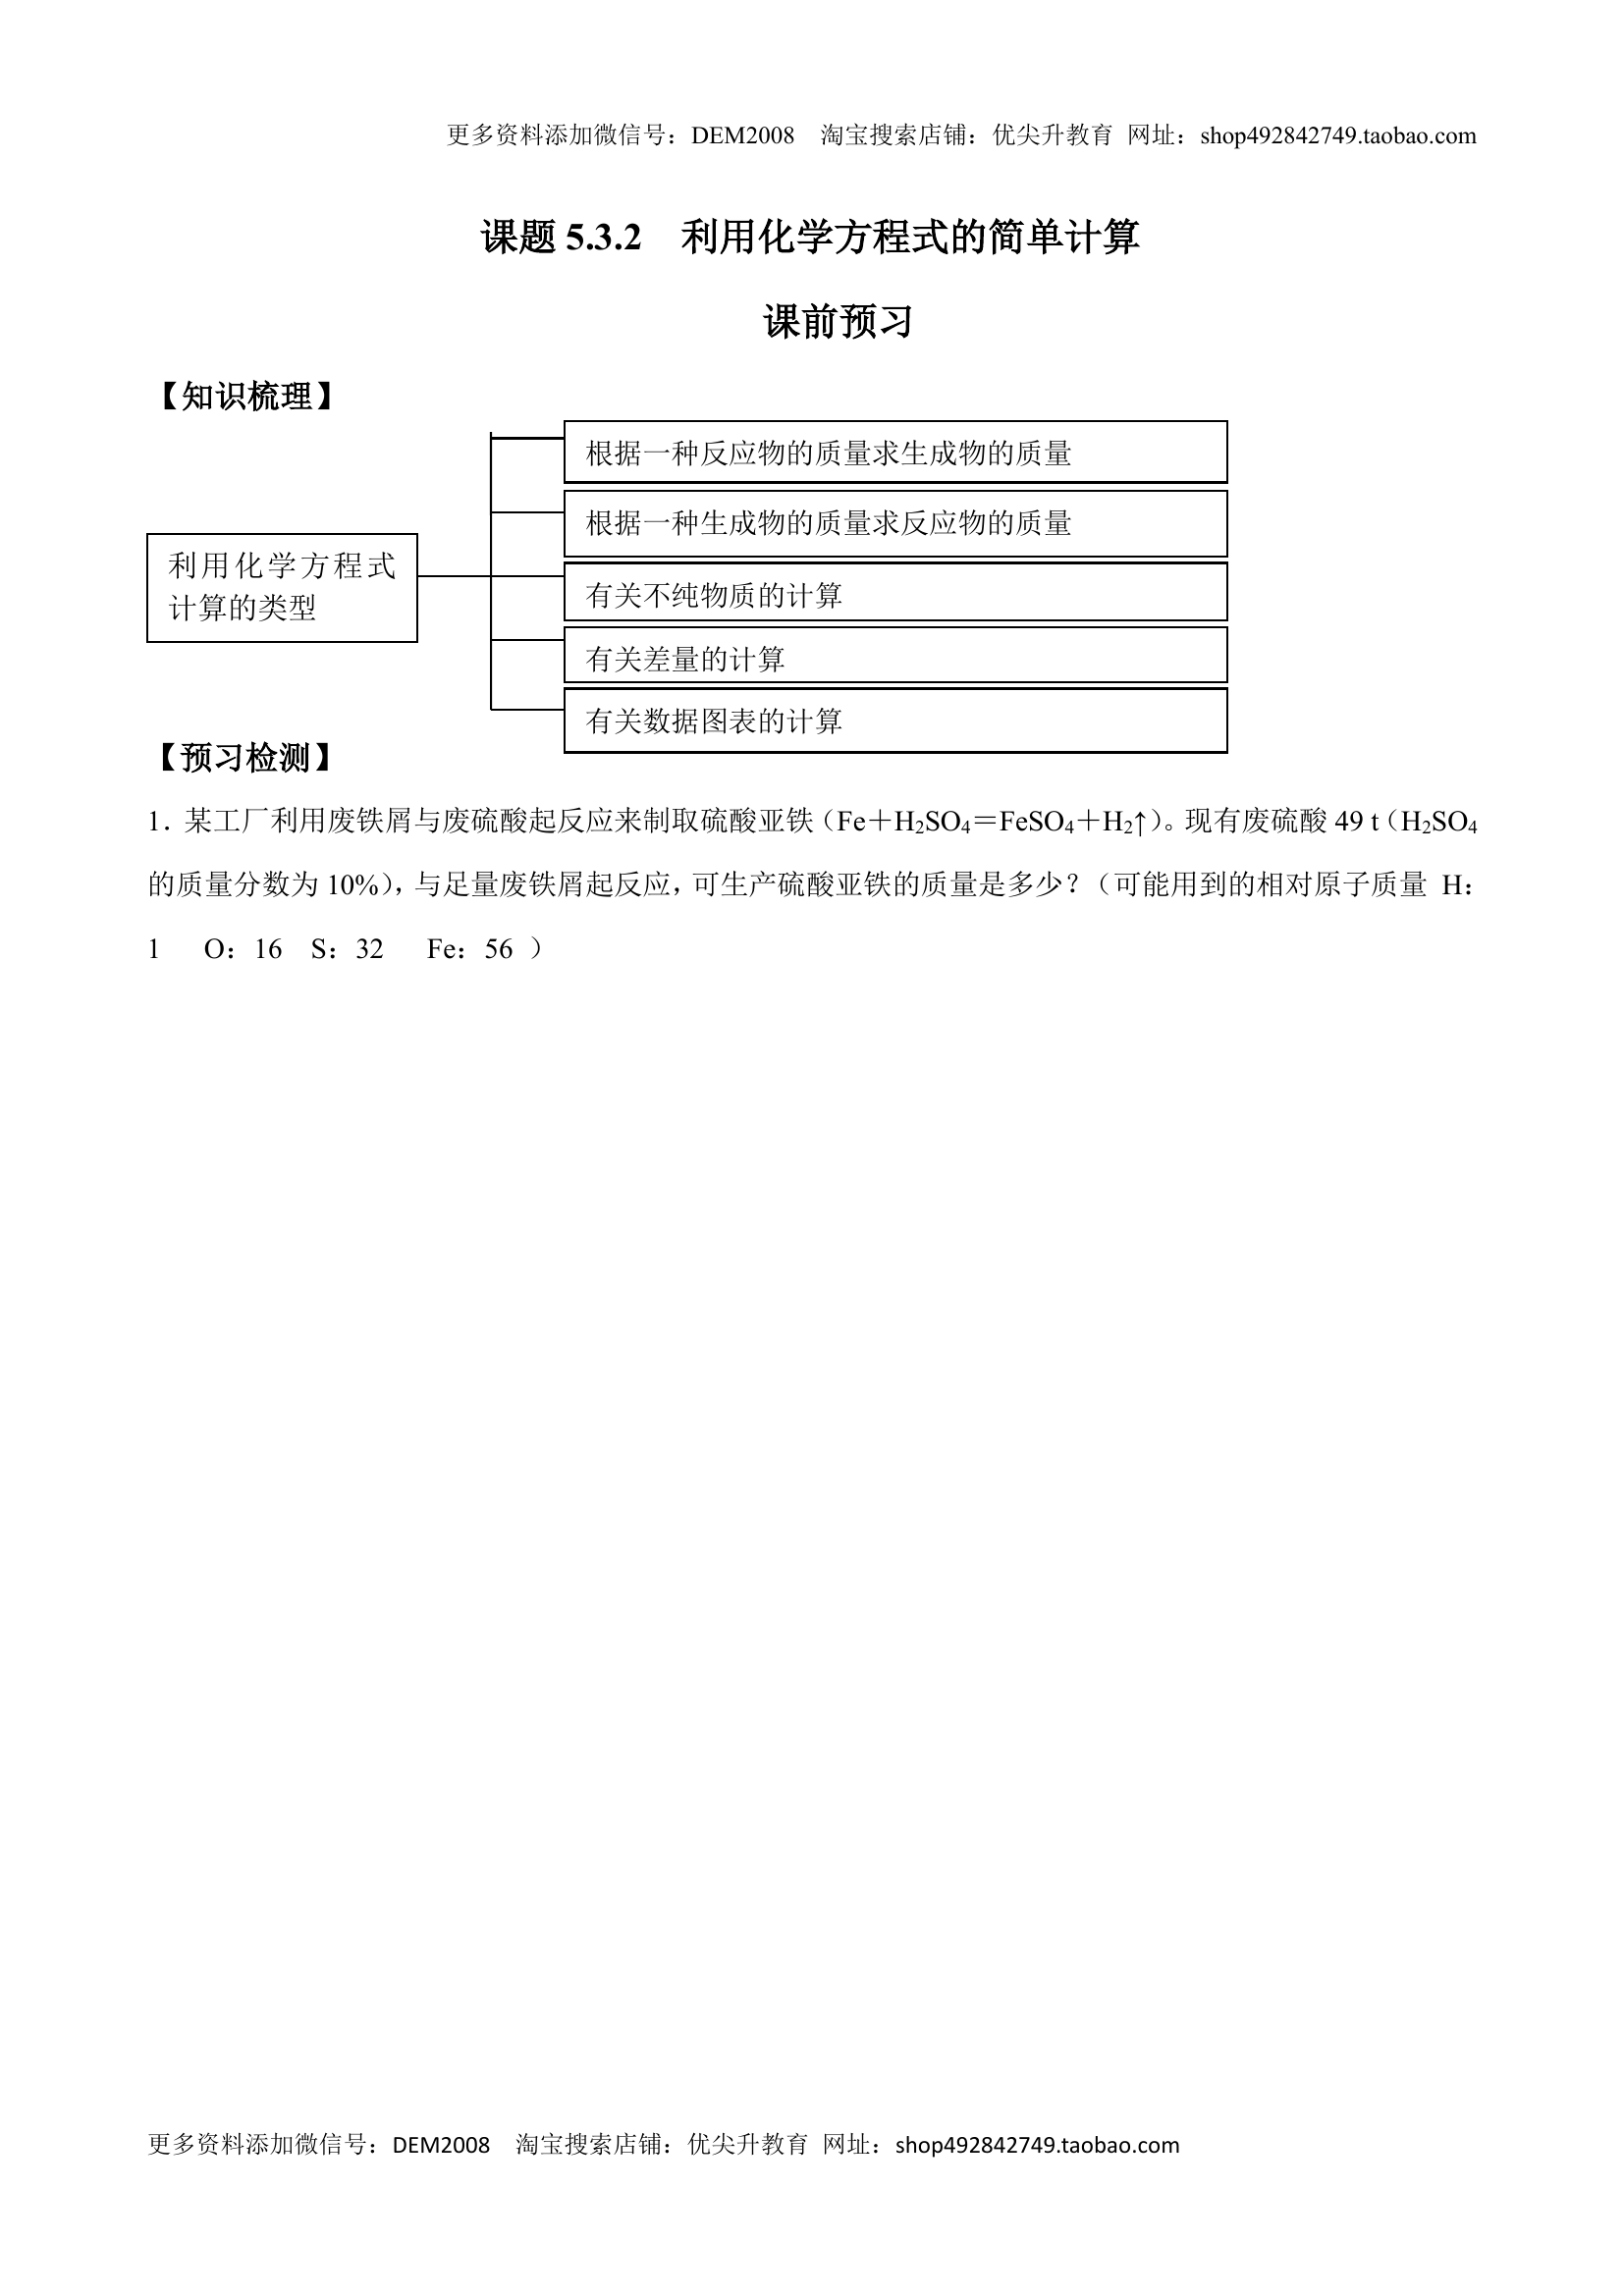 更多资料添加微信号：DEM2008 淘宝搜索店铺：优尖升教育 网址：shop492842749.taobao.com
课题 5.3.2 利用化学方程式的简单计算
课前预习
【知识梳理】
根据一种反应物的质量求生成物的质量
根据一种生成物的质量求反应物的质量
利用化学方程式
计算的类型
有关不纯物质的计算
有关差量的计算
有关数据图表的计算
【预习检测】
1．某工厂利用废铁屑与废硫酸起反应来制取硫酸亚铁（Fe＋H₂SO₄＝FeSO₄＋H₂↑）。现有废硫酸 49 t（H₂SO₄
的质量分数为 10%），与足量废铁屑起反应，可生产硫酸亚铁的质量是多少？（可能用到的相对原子质量 H：
1 O：16 S：32 Fe：56 ）
更多资料添加微信号：DEM2008 淘宝搜索店铺：优尖升教育 网址：shop492842749.taobao.com